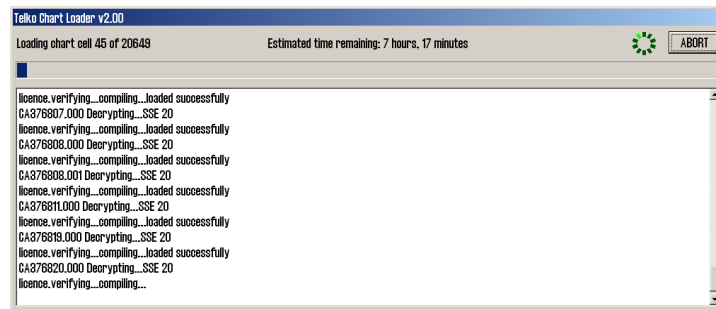 Telko Chart Loader v2.00
Loading chart cell 45 of 20649 Estimated time remaining: 7 hours, 17 minutes ABORT
licence.verifying...compiling...loaded successfully
CA376807.000 Decrypting...SSE 20
licence.verifying...compiling...loaded successfully
CA376808.000 Decrypting...SSE 20
licence.verifying...compiling...loaded successfully
CA376808.001 Decrypting...SSE 20
licence.verifying...compiling...loaded successfully
CA376811.000 Decrypting...SSE 20
licence.verifying...compiling...loaded successfully
CA376819.000 Decrypting...SSE 20
licence.verifying...compiling...loaded successfully
CA376820.000 Decrypting...SSE 20
licence.verifying...compiling...